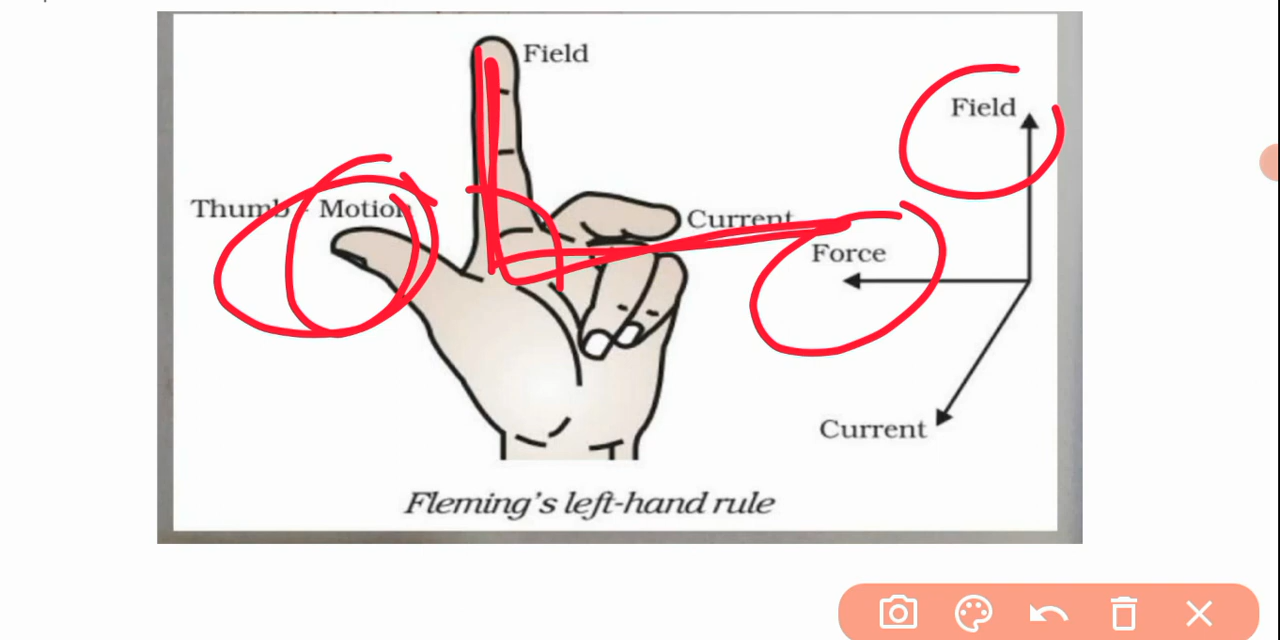 Field
Thumb - Motion
Current
Field
Force
Current
Fleming's left-hand rule